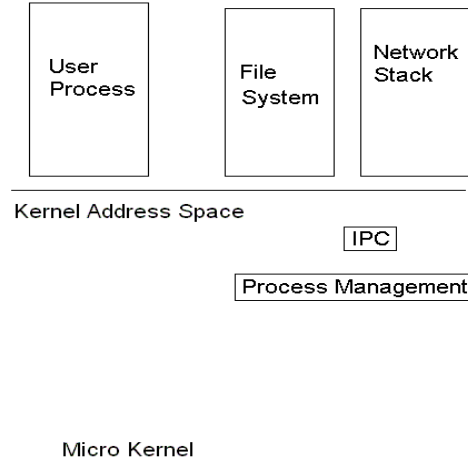 User
Process
File
System
Network
Stack
Kernel Address Space
IPC
Process Management
Micro Kernel